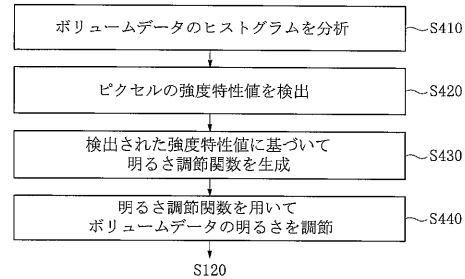 ボリュームデータのヒストグラムを分析
S410
ピクセルの強度特性値を検出
S420
検出された強度特性値に基づいて
明るさ調節関数を生成
S430
明るさ調節関数を用いて
ボリュームデータの明るさを調節
S440
S120